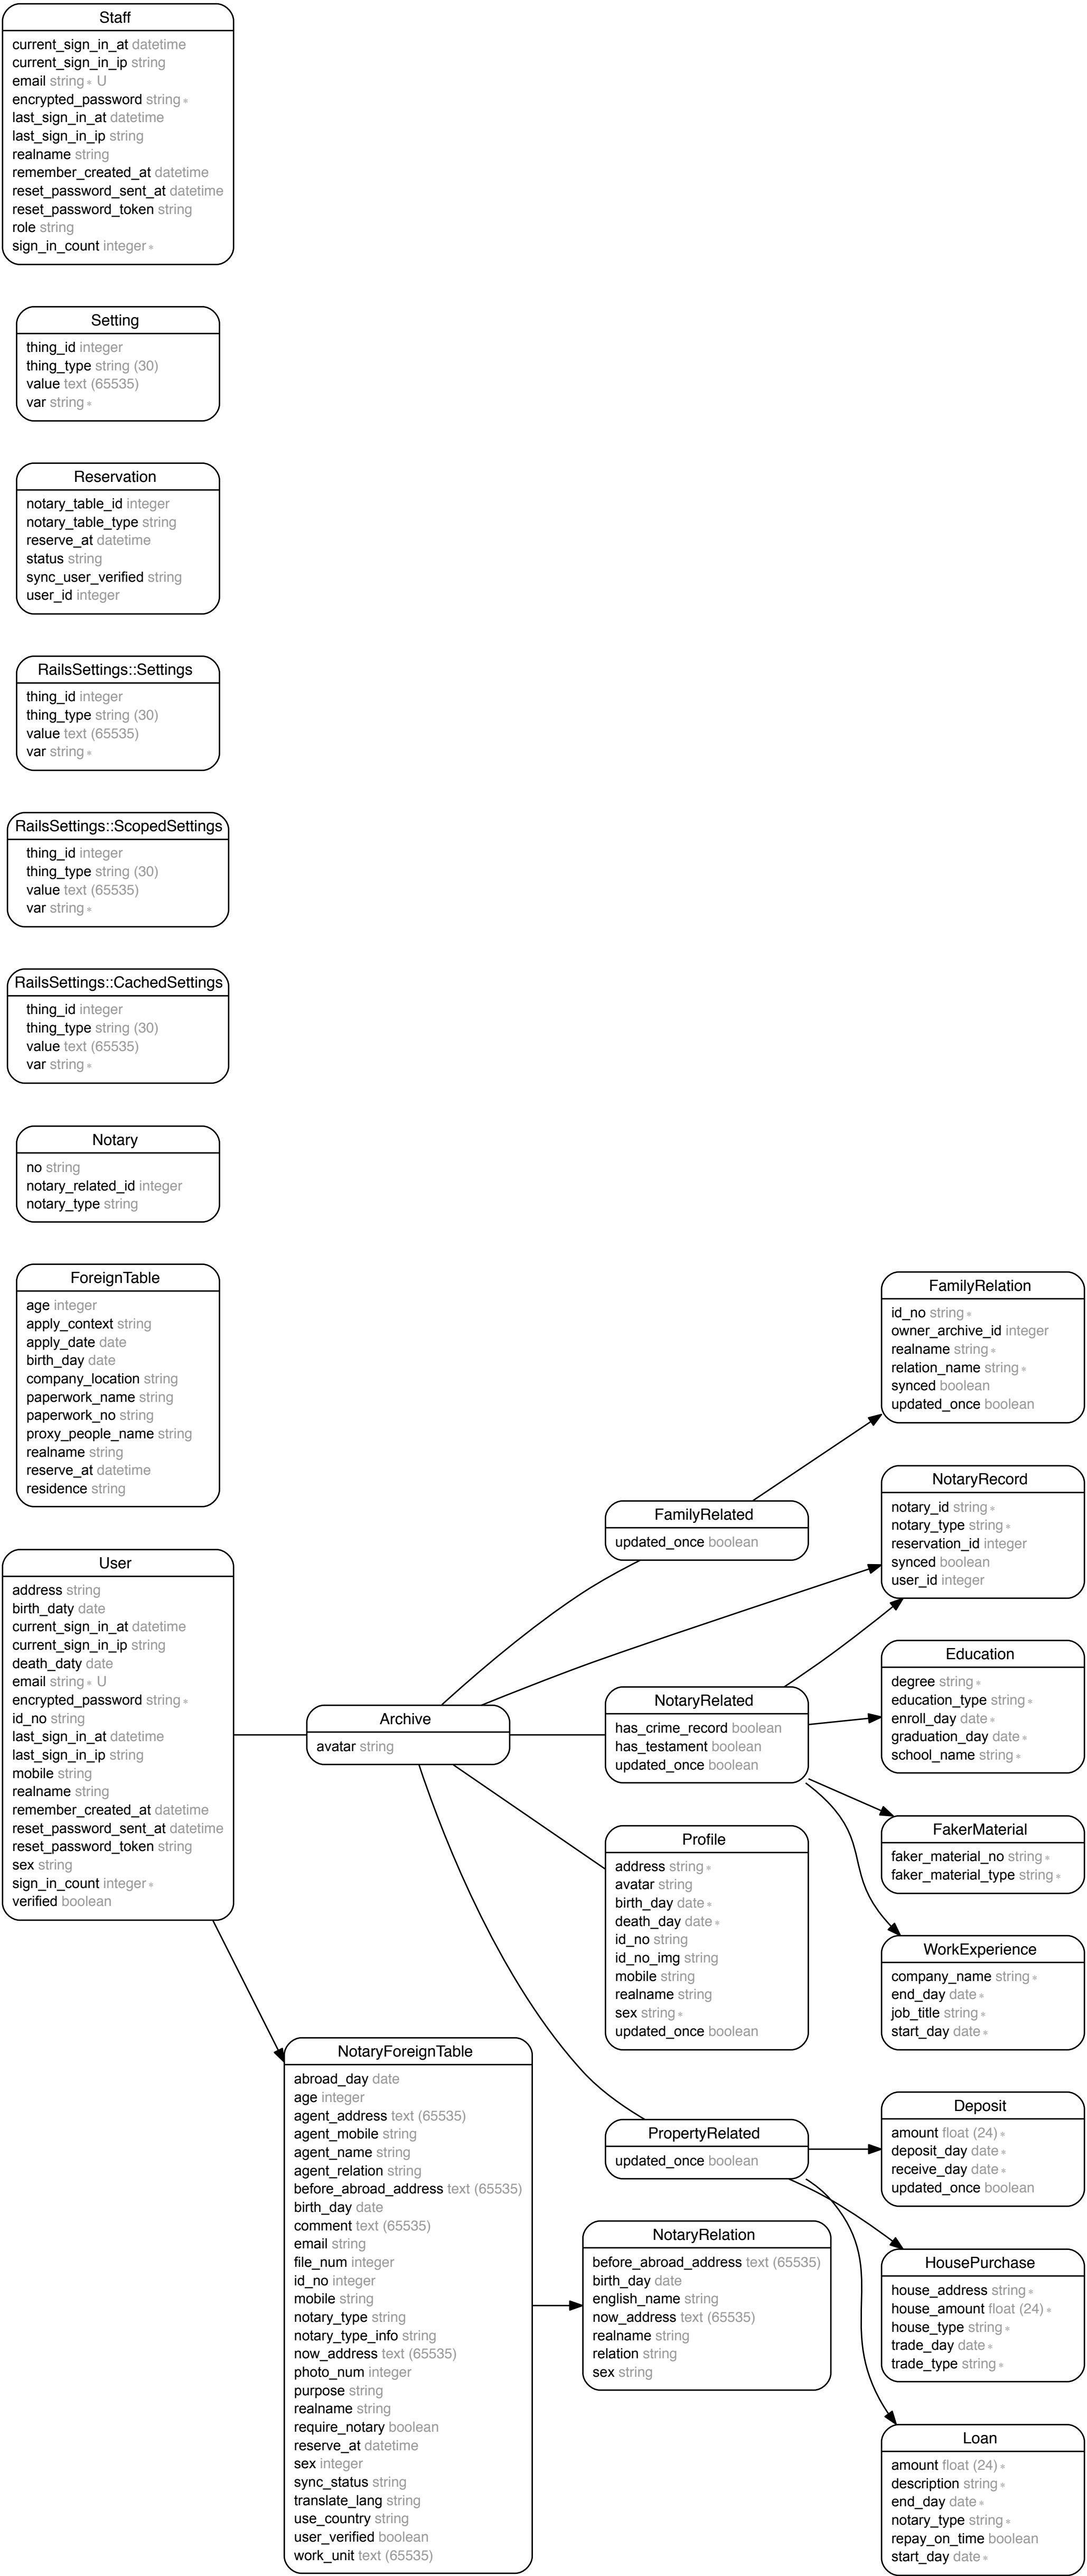 Staff
current_sign_in_at datetime
current_sign_in_ip string
email string * U
encrypted_password string *
last_sign_in_at datetime
last_sign_in_ip string
realname string
remember_created_at datetime
reset_password_sent_at datetime
reset_password_token string
role string
sign_in_count integer *
Setting
thing_id integer
thing_type string (30)
value text (65535)
var string *
Reservation
notary_table_id integer
notary_table_type string
reserve_at datetime
status string
sync_user_verified string
user_id integer
RailsSettings::Settings
thing_id integer
thing_type string (30)
value text (65535)
var string *
RailsSettings::ScopedSettings
thing_id integer
thing_type string (30)
value text (65535)
var string *
RailsSettings::CachedSettings
thing_id integer
thing_type string (30)
value text (65535)
var string *
Notary
no string
notary_related_id integer
notary_type string
ForeignTable
age integer
apply_context string
apply_date date
birth_day date
company_location string
paperwork_name string
paperwork_no string
proxy_people_name string
realname string
reserve_at datetime
residence string
User
address string
birth_daty date
current_sign_in_at datetime
current_sign_in_ip string
death_daty date
email string * U
encrypted_password string *
id_no string
last_sign_in_at datetime
last_sign_in_ip string
mobile string
realname string
remember_created_at datetime
reset_password_sent_at datetime
reset_password_token string
sex string
sign_in_count integer *
verified boolean
Archive
avatar string
NotaryForeignTable
abroad_day date
age integer
agent_address text (65535)
agent_mobile string
agent_name string
agent_relation string
before_abroad_address text (65535)
birth_day date
comment text (65535)
email string
file_num integer
id_no integer
mobile string
notary_type string
notary_type_info string
now_address text (65535)
photo_num integer
purpose string
realname string
require_notary boolean
reserve_at datetime
sex integer
sync_status string
translate_lang string
use_country string
user_verified boolean
work_unit text (65535)
FamilyRelated
updated_once boolean
NotaryRelated
has_crime_record boolean
has_testament boolean
updated_once boolean
Profile
address string *
avatar string
birth_day date *
death_day date *
id_no string
id_no_img string
mobile string
realname string
sex string *
updated_once boolean
PropertyRelated
updated_once boolean
NotaryRelation
before_abroad_address text (65535)
birth_day date
english_name string
now_address text (65535)
realname string
relation string
sex string
FamilyRelation
id_no string *
owner_archive_id integer
realname string *
relation_name string *
synced boolean
updated_once boolean
NotaryRecord
notary_id string *
notary_type string *
reservation_id integer
synced boolean
user_id integer
Education
degree string *
education_type string *
enroll_day date *
graduation_day date *
school_name string *
FakerMaterial
faker_material_no string *
faker_material_type string *
WorkExperience
company_name string *
end_day date *
job_title string *
start_day date *
Deposit
amount float (24) *
deposit_day date *
receive_day date *
updated_once boolean
HousePurchase
house_address string *
house_amount float (24) *
house_type string *
trade_day date *
trade_type string *
Loan
amount float (24) *
description string *
end_day date *
notary_type string *
repay_on_time boolean
start_day date *